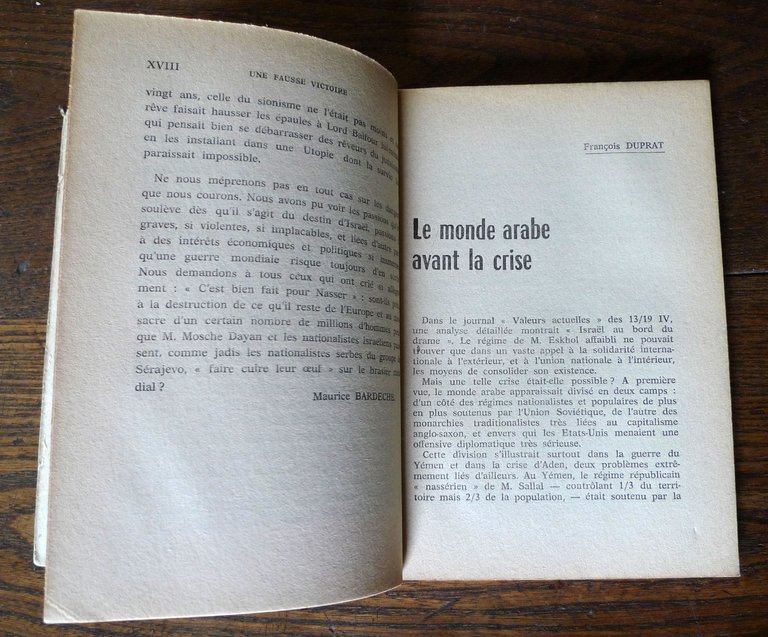 XVIII
UNE FAUSSE VICTOIRE
vingt ans, celle du sionisme ne l'était pas moins et
rêve faisait hausser les épaules à Lord Balfour
qui pensait bien se débarrasser des rêveurs du
en les installant dans une Utopie dont la survie
paraissait impossible.
Ne nous méprenons pas en tout cas sur les
que nous courons. Nous avons pu voir les passions
soulève dès qu'il s'agit du destin d'Israël, passions
graves, si violentes, si implacables, et liées d'autre part
à des intérêts économiques et politiques si
qu'une guerre mondiale risque toujours d'en
Nous demandons à tous ceux qui ont crié si
ment : « C'est bien fait pour Nasser » : sont-ils
à la destruction de ce qu'il reste de l'Europe et au
sacre d'un certain nombre de millions d'hommes
que M. Mosche Dayan et les nationalistes israéliens
sent, comme jadis les nationalistes serbes du groupe
Sérajevo, « faire cuire leur œuf » sur le brasier
dial ?
Maurice BARDECHE.
François DUPRAT
Le monde arabe
avant la crise
Dans le journal « Valeurs actuelles » des 13/19 IV,
une analyse détaillée montrait « Israël au bord du
drame ». Le régime de M. Eskhol affaibli ne pouvait
trouver que dans un vaste appel à la solidarité interna-
tionale à l'extérieur, et à l'union nationale à l'intérieur,
les moyens de consolider son existence.
Mais une telle crise était-elle possible ? A première
vue, le monde arabe apparaissait divisé en deux camps :
d'un côté des régimes nationalistes et populaires de plus
en plus soutenus par l'Union Soviétique, de l'autre des
monarchies traditionalistes très liées au capitalisme
anglo-saxon, et envers qui les Etats-Unis menaient une
offensive diplomatique très sérieuse.
Cette division s'illustrait surtout dans la guerre du
Yémen et dans la crise d'Aden, deux problèmes extrê-
mement liés d'ailleurs. Au Yémen, le régime républicain
« nassérien » de M. Sallal — contrôlant 1/3 du terri-
toire mais 2/3 de la population, — était soutenu par la